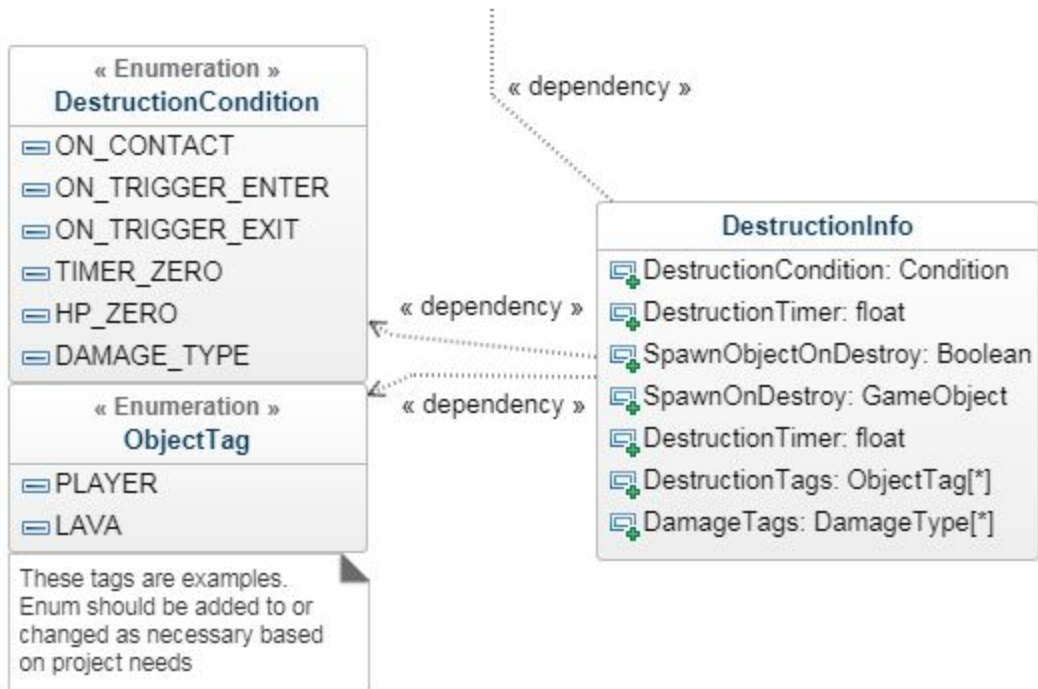 « Enumeration »
DestructionCondition
ON_CONTACT
ON_TRIGGER_ENTER
ON_TRIGGER_EXIT
TIMER_ZERO
HP_ZERO
DAMAGE_TYPE
« Enumeration »
ObjectTag
PLAYER
LAVA
These tags are examples.
Enum should be added to or
changed as necessary based
on project needs
« dependency »
« dependency »
« dependency »
DestructionInfo
DestructionCondition: Condition
DestructionTimer: float
SpawnObjectOnDestroy: Boolean
SpawnOnDestroy: GameObject
DestructionTimer: float
DestructionTags: ObjectTag[*]
DamageTags: DamageType[*]